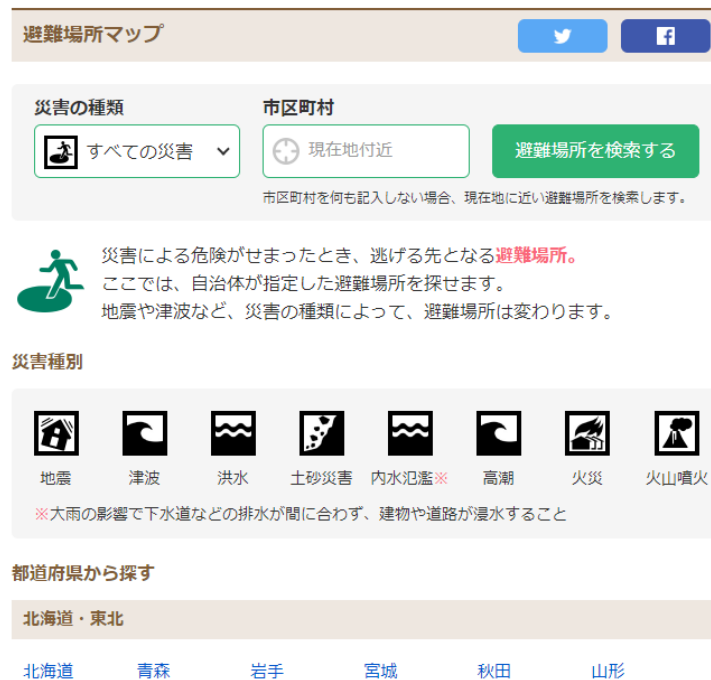 避難場所マップ
災害の種類 市区町村
すべての災害 現在地付近 避難場所を検索する
市区町村を何も記入しない場合、現在地に近い避難場所を検索します。
災害による危険がせまったとき、逃げる先となる避難場所。
ここでは、自治体が指定した避難場所を探せます。
地震や津波など、災害の種類によって、避難場所は変わります。
災害種別
地震 津波 洪水 土砂災害 内水氾濫※ 高潮 火災 火山噴火
※大雨の影響で下水道などの排水が間に合わず、建物や道路が浸水すること
都道府県から探す
北海道・東北
北海道 青森 岩手 宮城 秋田 山形